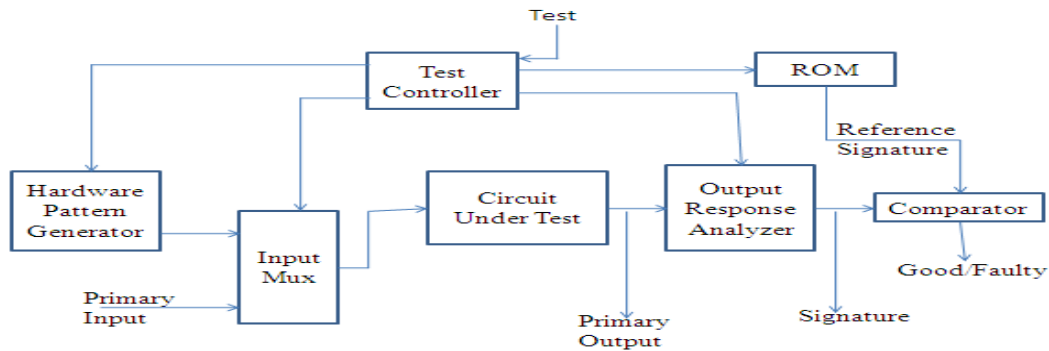 Test
Test
Controller
ROM
Reference
Signature
Hardware
Pattern
Generator
Circuit
Under Test
Output
Response
Analyzer
Comparator
Input
Mux
Good/Faulty
Primary
Input
Primary
Output
Signature